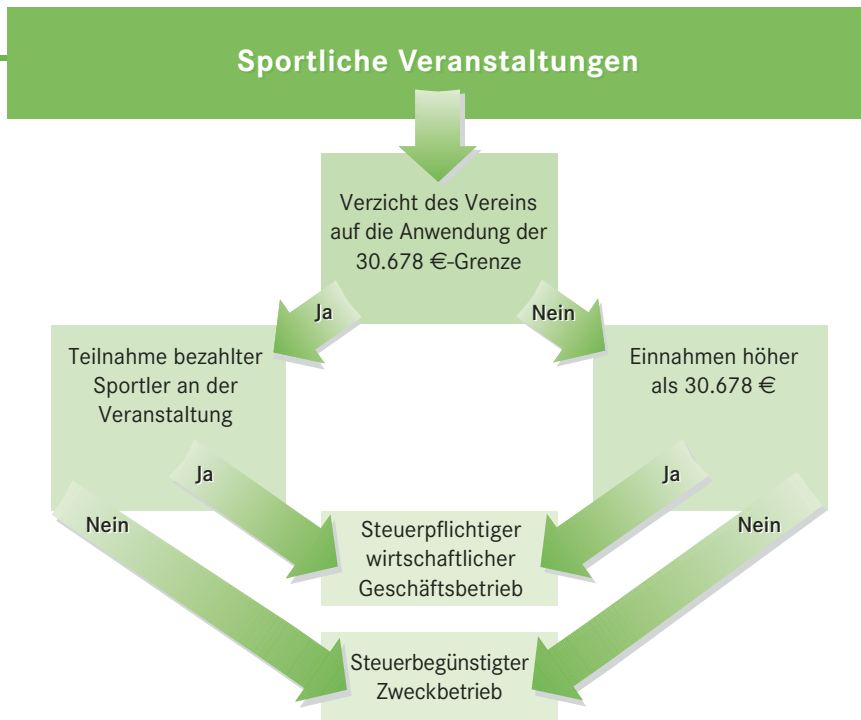 Sportliche Veranstaltungen
Verzicht des Vereins
auf die Anwendung der
30.678 €-Grenze
Ja
Nein
Teilnahme bezahlter
Sportler an der
Veranstaltung
Einnahmen höher
als 30.678 €
Ja
Ja
Nein
Nein
Steuerpflichtiger
wirtschaftlicher
Geschäftsbetrieb
Steuerbegünstigter
Zweckbetrieb